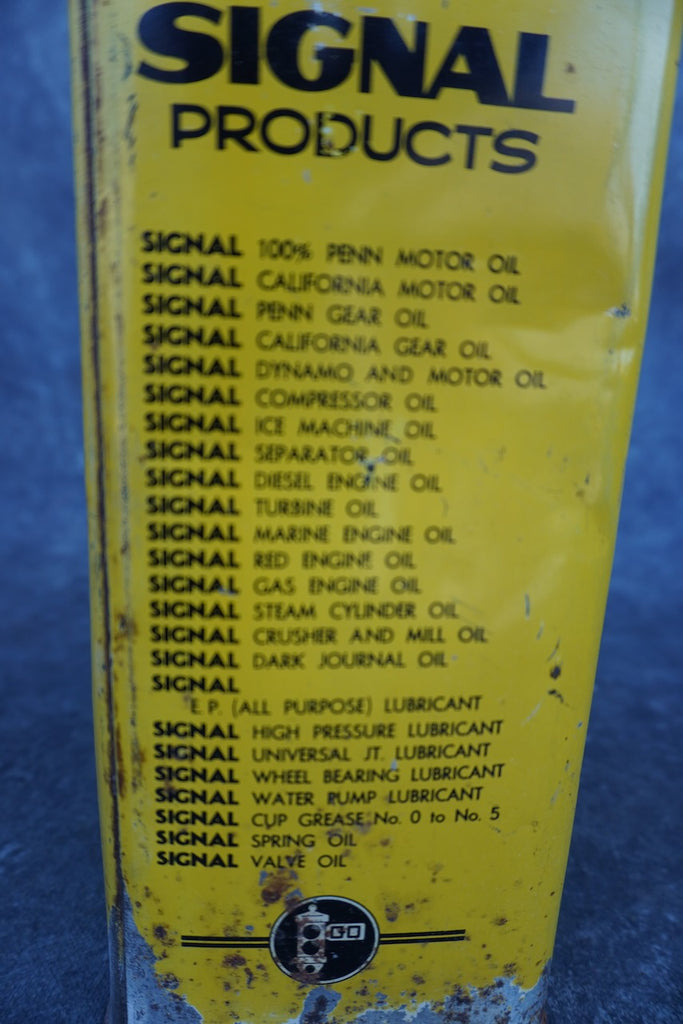 SIGNAL
PRODUCTS
SIGNAL 100% PENN MOTOR OIL
SIGNAL CALIFORNIA MOTOR OIL
SIGNAL PENN GEAR OIL
SIGNAL CALIFORNIA GEAR OIL
SIGNAL DYNAMO AND MOTOR OIL
SIGNAL COMPRESSOR OIL
SIGNAL ICE MACHINE OIL
SIGNAL SEPARATOR OIL
SIGNAL DIESEL ENGINE OIL
SIGNAL TURBINE OIL
SIGNAL MARINE ENGINE OIL
SIGNAL RED ENGINE OIL
SIGNAL GAS ENGINE OIL
SIGNAL STEAM CYLINDER OIL
SIGNAL CRUSHER AND MILL OIL
SIGNAL DARK JOURNAL OIL
SIGNAL
E. P. (ALL PURPOSE) LUBRICANT
SIGNAL HIGH PRESSURE LUBRICANT
SIGNAL UNIVERSAL JT. LUBRICANT
SIGNAL WHEEL BEARING LUBRICANT
SIGNAL WATER PUMP LUBRICANT
SIGNAL CUP GREASE No. 0 to No. 5
SIGNAL SPRING OIL
SIGNAL VALVE OIL
GO